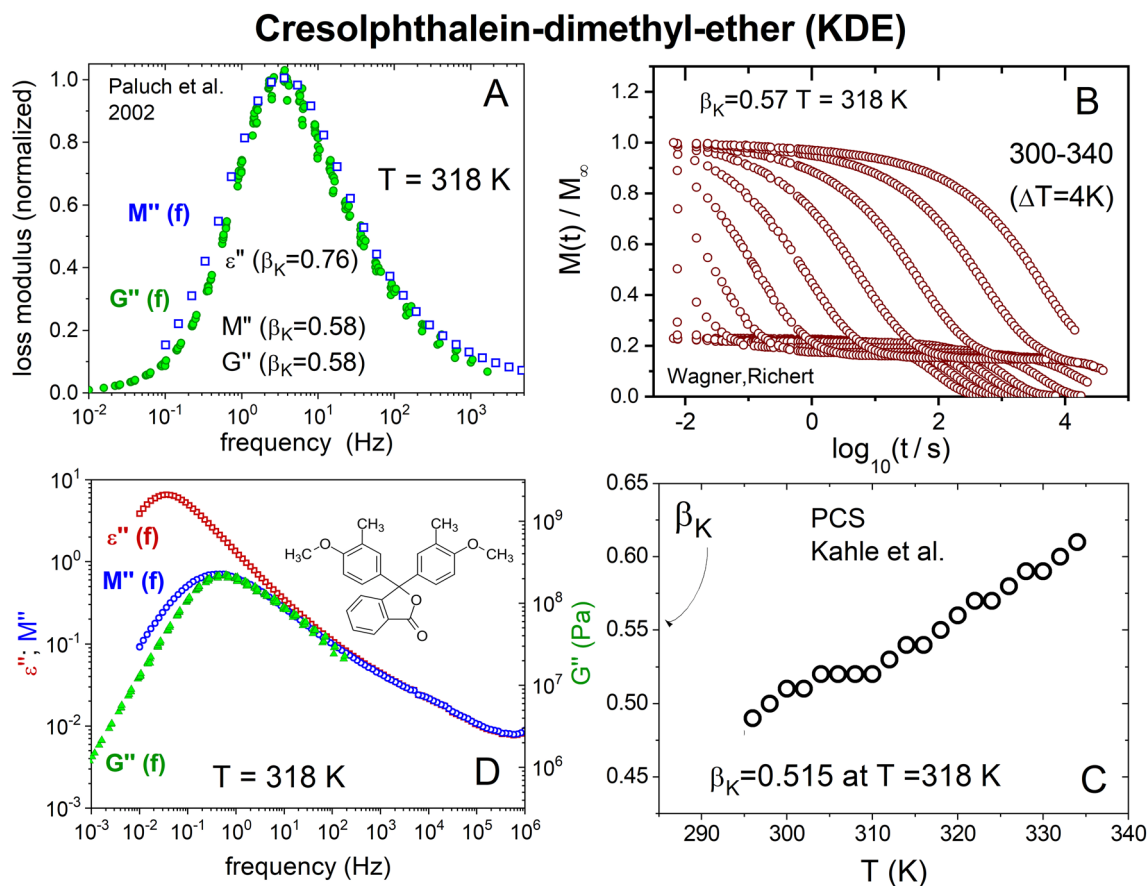 Cresolphthalein-dimethyl-ether (KDE)
loss modulus (normalized)
1.0
0.8
0.6
0.4
0.2
0.0
Paluch et al.
2002
A
T = 318 K
M'' (f)
G'' (f)
ε'' (βK=0.76)
M'' (βK=0.58)
G'' (βK=0.58)
10⁻² 10⁻¹ 10⁰ 10¹ 10² 10³
frequency (Hz)
M(t) / M∞
1.2
1.0
0.8
0.6
0.4
0.2
0.0
βK=0.57 T = 318 K
B
300-340
(ΔT=4K)
Wagner,Richert
-2 0 2 4
log₁₀(t / s)
ε''; M''
10¹
10⁰
10⁻¹
10⁻²
10⁻³
ε'' (f)
M'' (f)
G'' (f)
CH₃ CH₃
H₃C O O CH₃
O
O
T = 318 K
D
10⁹
10⁸
10⁷
10⁶
G'' (Pa)
10⁻³ 10⁻² 10⁻¹ 10⁰ 10¹ 10² 10³ 10⁴ 10⁵ 10⁶
frequency (Hz)
0.65
0.60
0.55
0.50
0.45
βK
PCS
Kahle et al.
βK=0.515 at T =318 K
C
290 300 310 320 330 340
T (K)